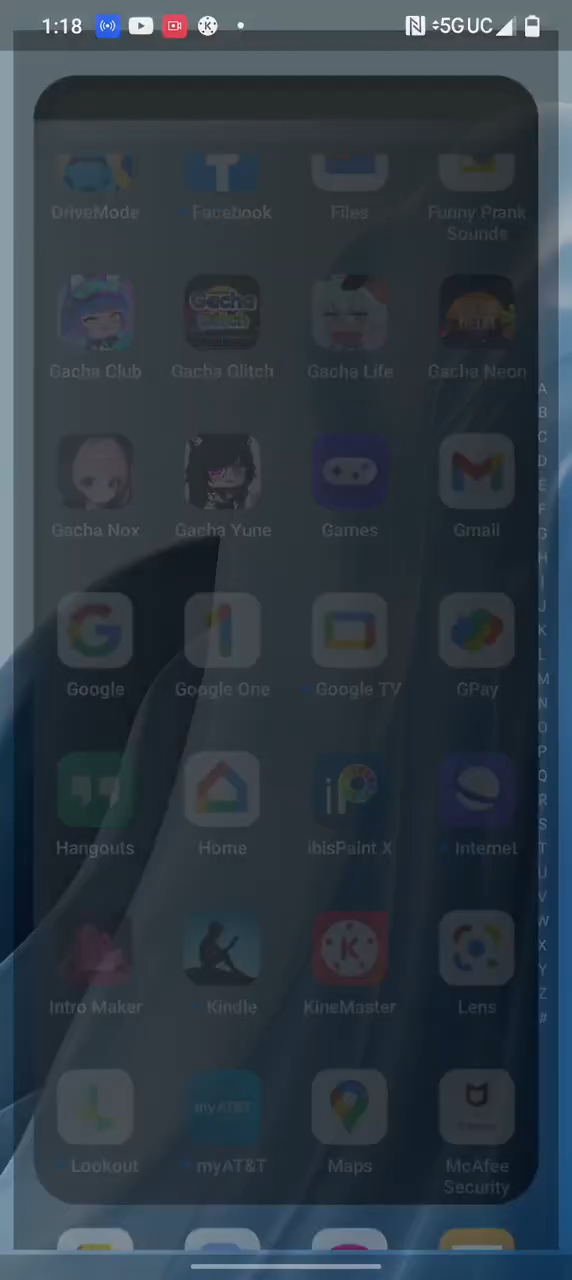 1:18 5G UC
DriveMode Facebook Files Funny Prank Sounds
Gacha Club Gacha Glitch Gacha Life Gacha Neon
Gacha Nox Gacha Yune Games Gmail
Google Google One Google TV GPay
Hangouts Home ibisPaint X Internet
Intro Maker Kindle KineMaster Lens
myAT&T
Lookout myAT&T Maps McAfee Security
A
B
C
D
E
F
G
H
I
J
K
L
M
N
O
P
Q
R
S
T
U
V
W
X
Y
Z
#